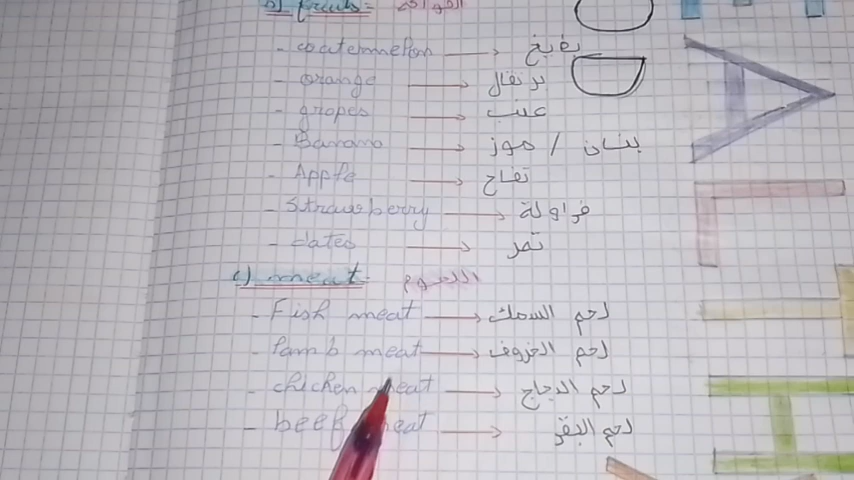 b) fruits= الفواكه
- watermelon → بطيخ
- orange → برتقال
- grapes → عنب
- Banana → بنان / موز
- Apple → تفاح
- Strawberry → فراولة
- dates → تمر
c) meat= اللحوم
- Fish meat → لحم السمك
- lamb meat → لحم الخروف
- chicken meat → لحم الدجاج
- beef meat → لحم البقر